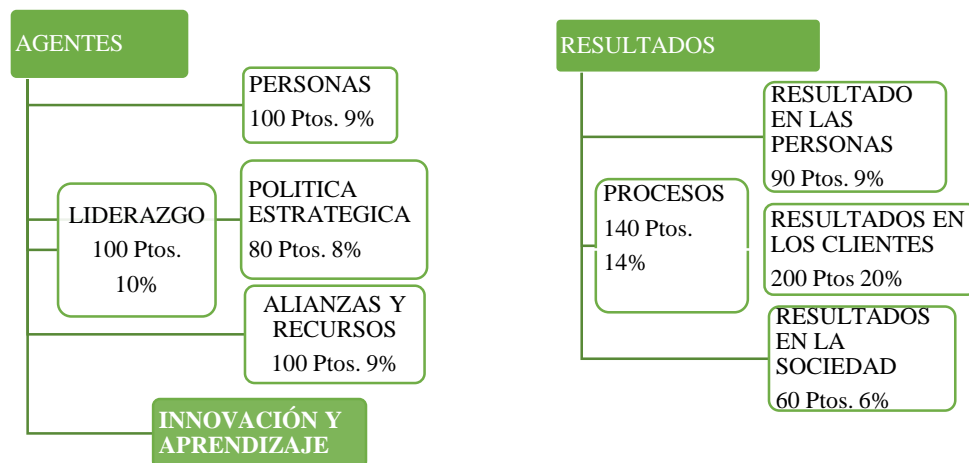 AGENTES
PERSONAS
100 Ptos. 9%
LIDERAZGO
100 Ptos.
10%
POLITICA
ESTRATEGICA
80 Ptos. 8%
ALIANZAS Y
RECURSOS
100 Ptos. 9%
INNOVACIÓN Y
APRENDIZAJE
RESULTADOS
RESULTADO
EN LAS
PERSONAS
90 Ptos. 9%
PROCESOS
140 Ptos.
14%
RESULTADOS EN
LOS CLIENTES
200 Ptos 20%
RESULTADOS
EN LA
SOCIEDAD
60 Ptos. 6%